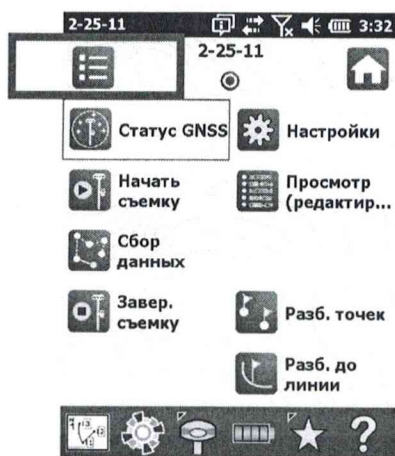 2-25-11 3:32
2-25-11
Статус GNSS
Настройки
Начать
съемку
Просмотр
(редактир...
Сбор
данных
Завер.
съемку
Разб. точек
Разб. до
линии
?